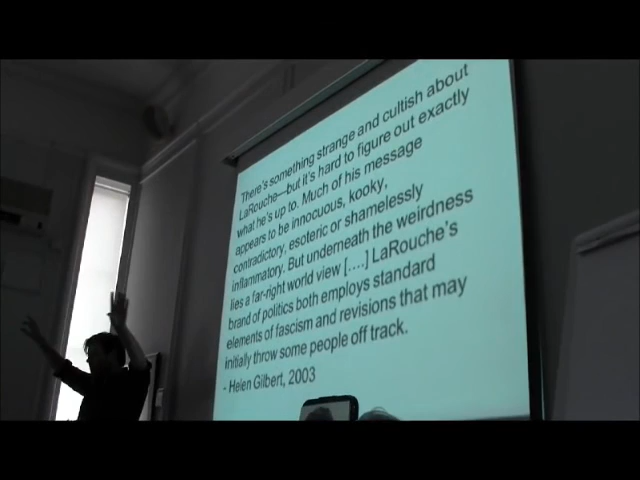 There's something strange and cultish about
LaRouche—but it's hard to figure out exactly
what he's up to. Much of his message
appears to be innocuous, kooky,
contradictory, esoteric or shamelessly
inflammatory. But underneath the weirdness
lies a far-right world view [....] LaRouche's
brand of politics both employs standard
elements of fascism and revisions that may
initially throw some people off track.
- Helen Gilbert, 2003